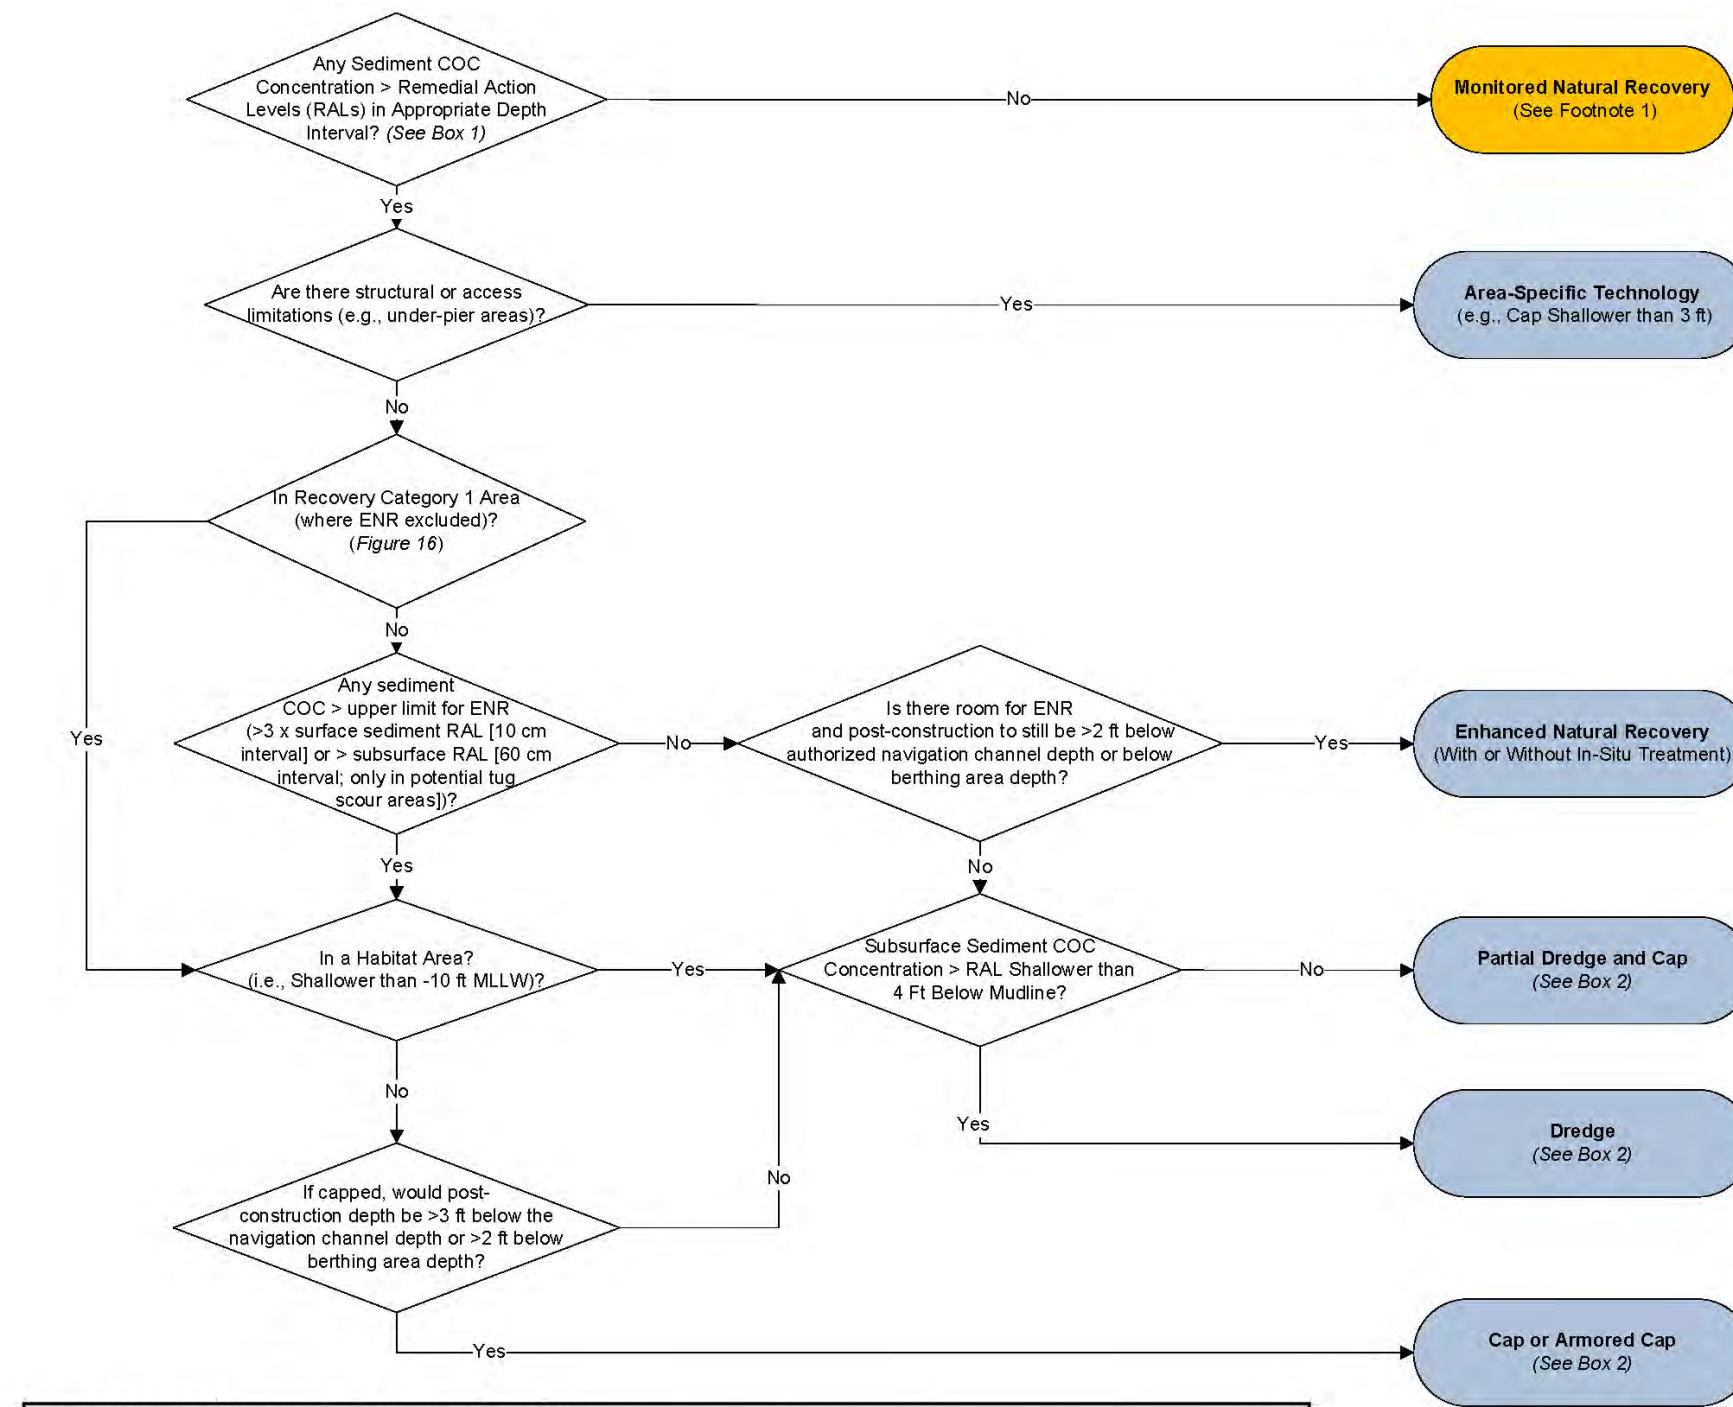 Any Sediment COC
Concentration > Remedial Action
Levels (RALs) in Appropriate Depth
Interval? (See Box 1)
No
Monitored Natural Recovery
(See Footnote 1)
Yes
Are there structural or access
limitations (e.g., under-pier areas)?
Yes
Area-Specific Technology
(e.g., Cap Shallower than 3 ft)
No
In Recovery Category 1 Area
(where ENR excluded)?
(Figure 16)
Yes
No
Any sediment
COC > upper limit for ENR
(>3 x surface sediment RAL [10 cm
interval] or > subsurface RAL [60 cm
interval; only in potential tug
scour areas])?
No
Is there room for ENR
and post-construction to still be >2 ft below
authorized navigation channel depth or below
berthing area depth?
Yes
Enhanced Natural Recovery
(With or Without In-Situ Treatment)
Yes
No
In a Habitat Area?
(i.e., Shallower than -10 ft MLLW)?
Yes
Subsurface Sediment COC
Concentration > RAL Shallower than
4 Ft Below Mudline?
No
Partial Dredge and Cap
(See Box 2)
No
Yes
Dredge
(See Box 2)
If capped, would post-
construction depth be >3 ft below the
navigation channel depth or >2 ft below
berthing area depth?
No
Yes
Cap or Armored Cap
(See Box 2)